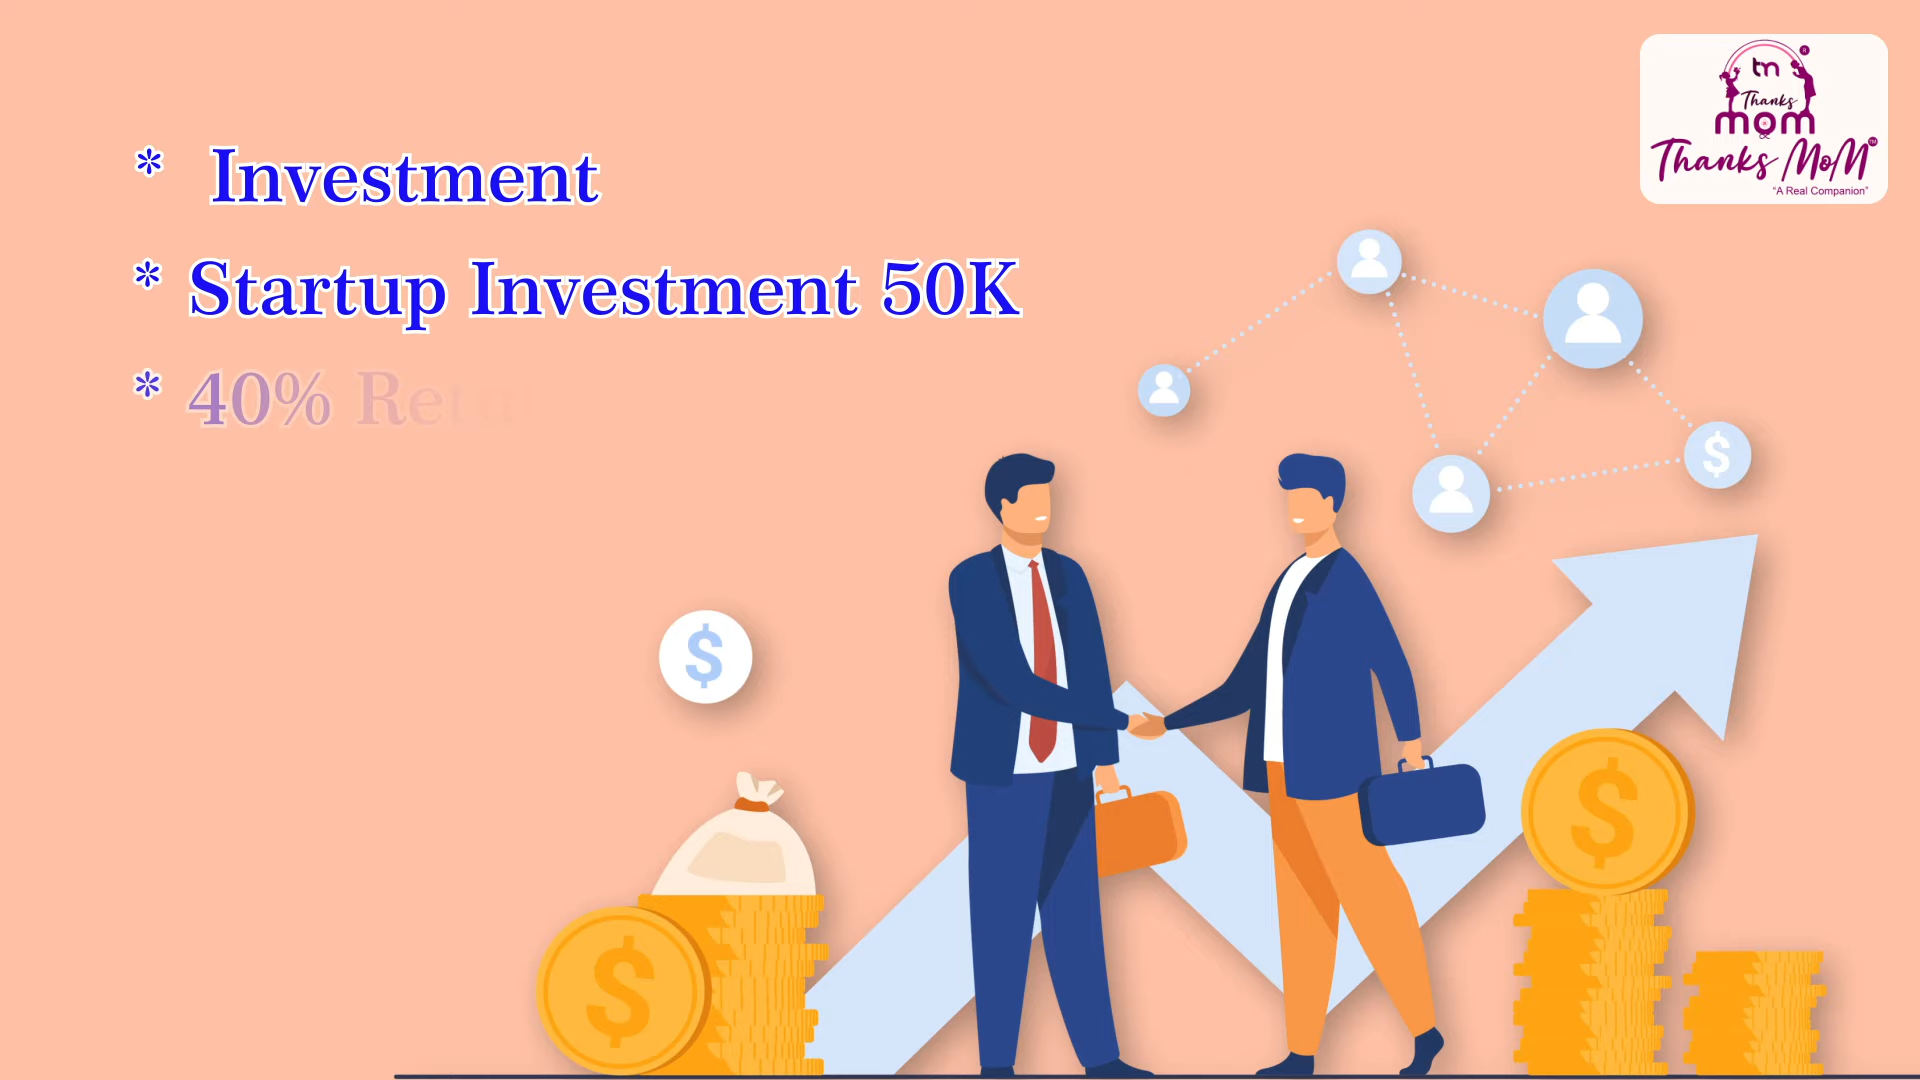 * Investment
* Startup Investment 50K
* 40%
tm
Thanks
mom
&
Thanks MoM
"A Real Companion"